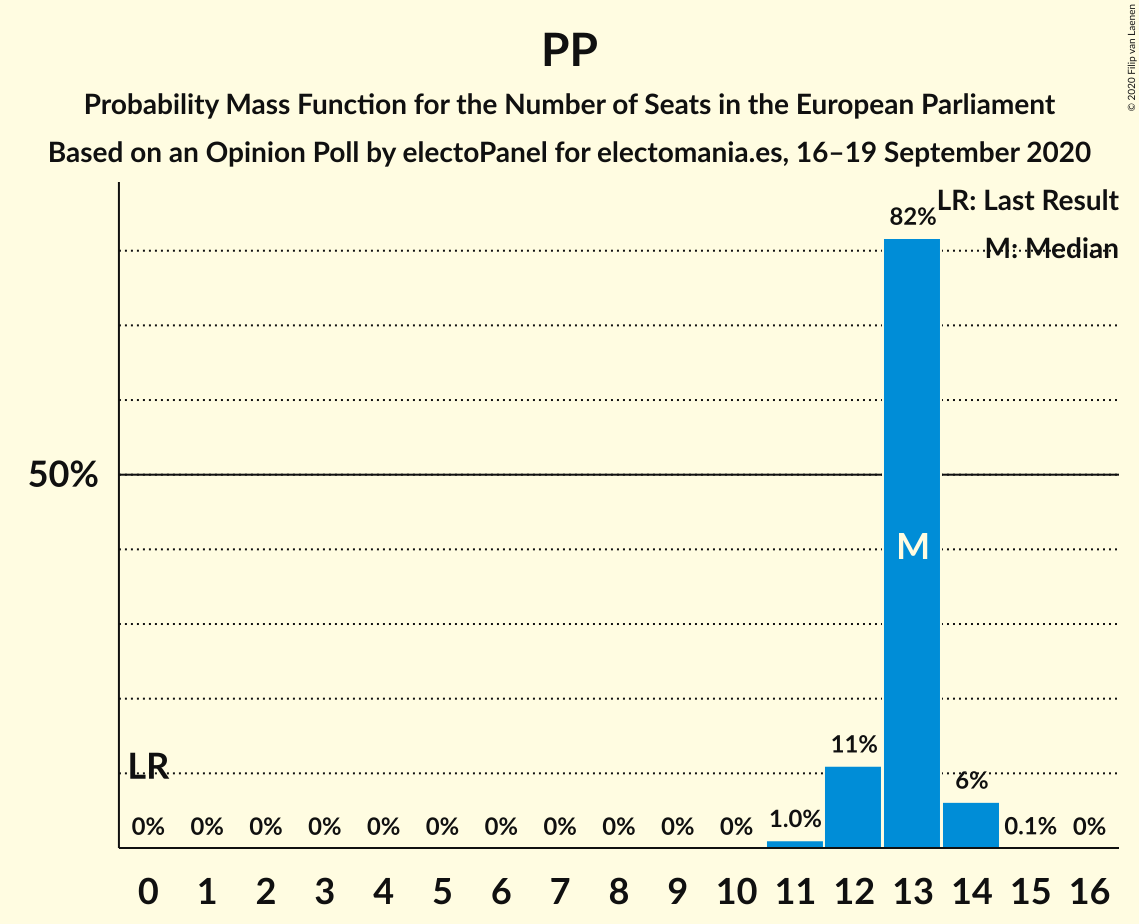 PP
Probability Mass Function for the Number of Seats in the European Parliament
Based on an Opinion Poll by electoPanel for electomania.es, 16–19 September 2020
© 2020 Filip van Laenen
LR: Last Result
M: Median
82%
50%
M
LR
11%
6%
0% 0% 0% 0% 0% 0% 0% 0% 0% 0% 0% 1.0% 0.1% 0%
0 1 2 3 4 5 6 7 8 9 10 11 12 13 14 15 16